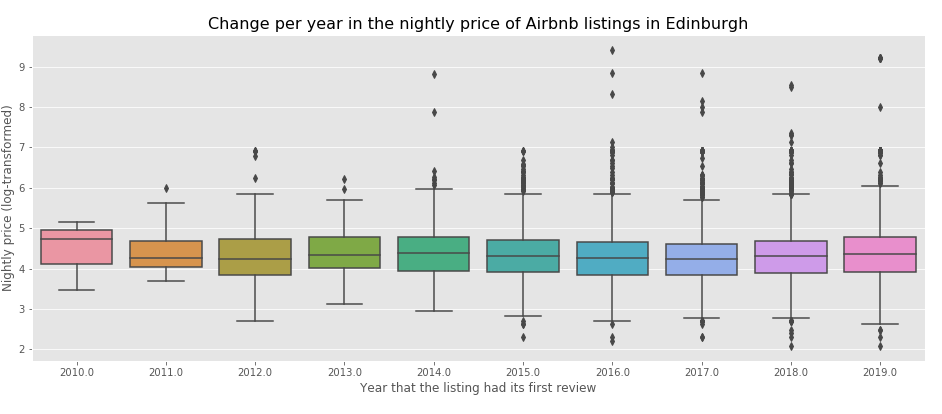 Change per year in the nightly price of Airbnb listings in Edinburgh
Nightly price (log-transformed)
9
8
7
6
5
4
3
2
2010.0 2011.0 2012.0 2013.0 2014.0 2015.0 2016.0 2017.0 2018.0 2019.0
Year that the listing had its first review